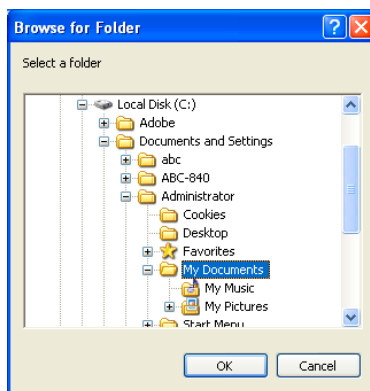 Browse for Folder
Select a folder
Local Disk (C:)
Adobe
Documents and Settings
abc
ABC-840
Administrator
Cookies
Desktop
Favorites
My Documents
My Music
My Pictures
Start Menu
OK Cancel